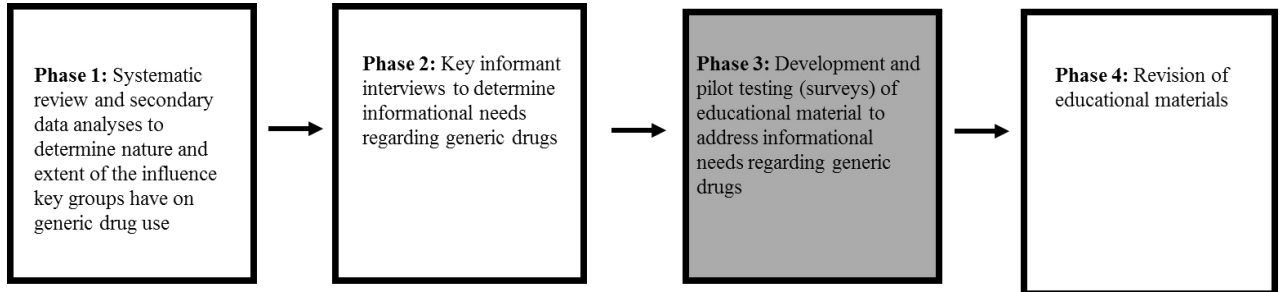 Phase 1: Systematic
review and secondary
data analyses to
determine nature and
extent of the influence
key groups have on
generic drug use
Phase 2: Key informant
interviews to determine
informational needs
regarding generic drugs
Phase 3: Development and
pilot testing (surveys) of
educational material to
address informational
needs regarding generic
drugs
Phase 4: Revision of
educational materials